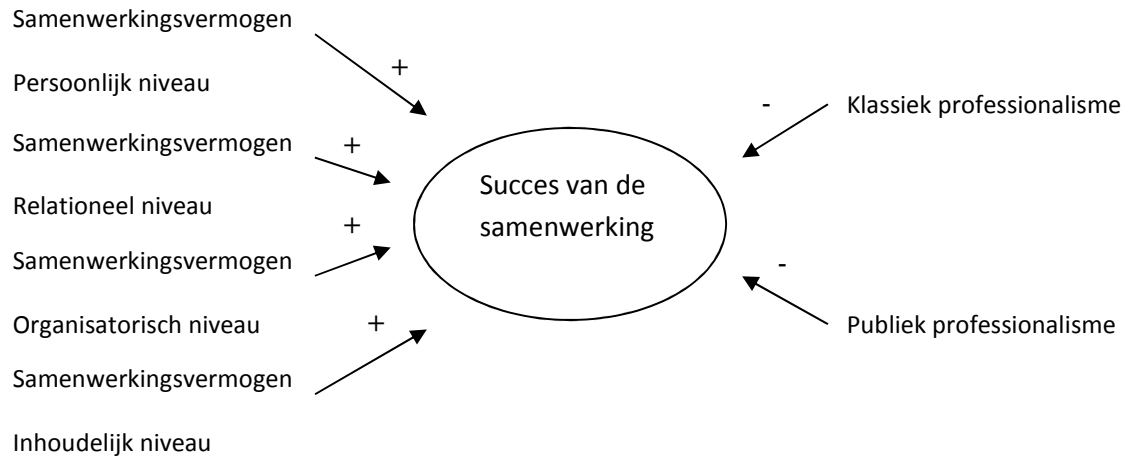 Samenwerkingsvermogen
+
Persoonlijk niveau
Samenwerkingsvermogen
+
Relationeel niveau
+
Samenwerkingsvermogen
Organisatorisch niveau
+
Samenwerkingsvermogen
Inhoudelijk niveau
Succes van de
samenwerking
-
Klassiek professionalisme
-
Publiek professionalisme